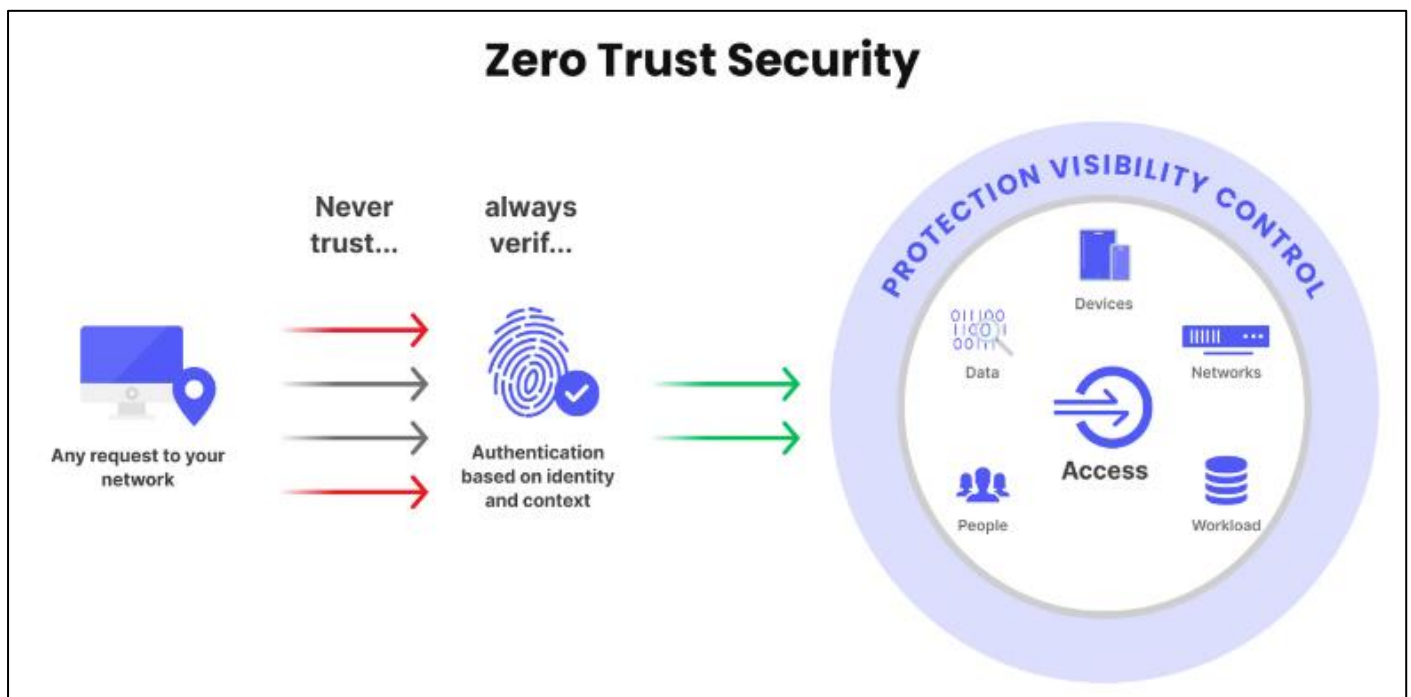 Zero Trust Security
Never
trust...
always
verif...
Any request to your
network
Authentication
based on identity
and context
PROTECTION VISIBILITY CONTROL
Devices
011100
Data
Networks
Access
People
Workload